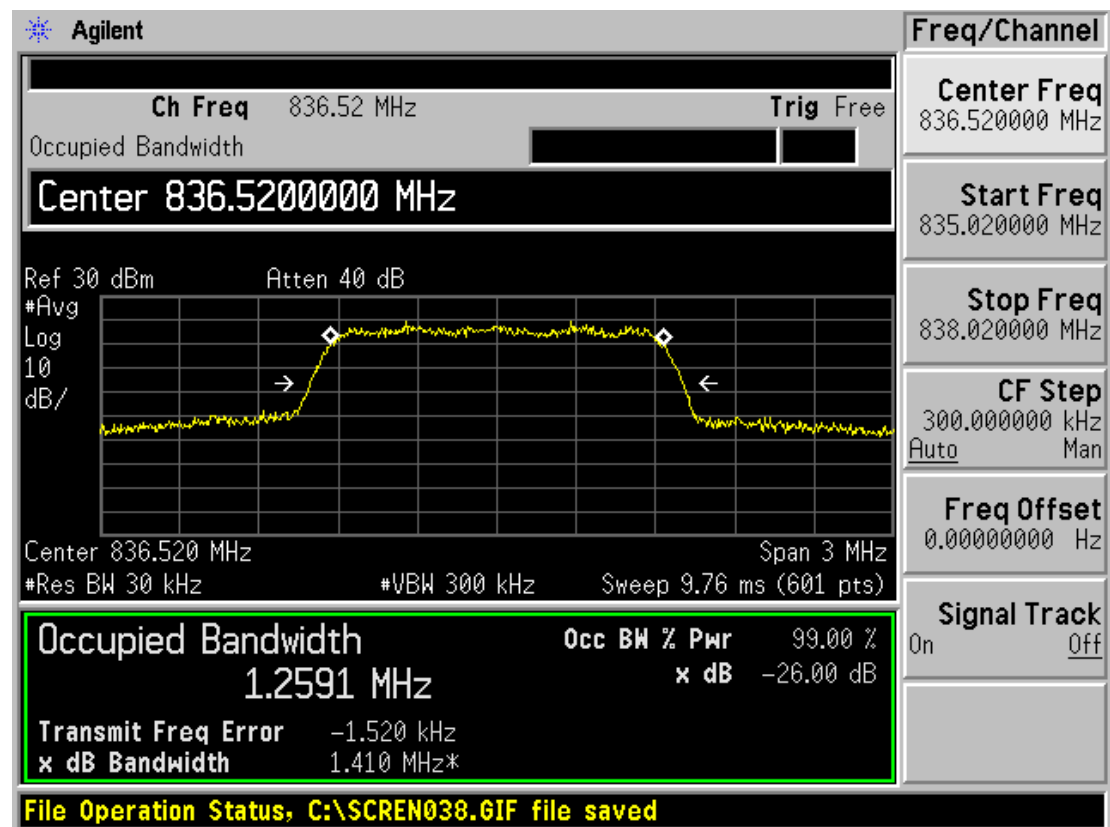 Agilent
Freq/Channel
Ch Freq 836.52 MHz Trig Free
Occupied Bandwidth
Center 836.5200000 MHz
Ref 30 dBm Atten 40 dB
#Avg
Log
10
dB/
Center 836.520 MHz Span 3 MHz
#Res BW 30 kHz #VBW 300 kHz Sweep 9.76 ms (601 pts)
Occupied Bandwidth
1.2591 MHz
Occ BW % Pwr 99.00 %
x dB -26.00 dB
Transmit Freq Error -1.520 kHz
x dB Bandwidth 1.410 MHz*
Center Freq
836.520000 MHz
Start Freq
835.020000 MHz
Stop Freq
838.020000 MHz
CF Step
300.000000 kHz
Auto Man
Freq Offset
0.00000000 Hz
Signal Track
On Off
File Operation Status, C:\SCREN038.GIF file saved